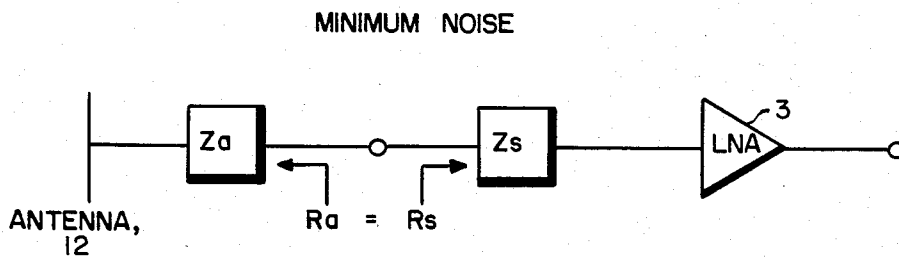 MINIMUM NOISE
Za
Zs
LNA
3
ANTENNA,
12
Ra = Rs